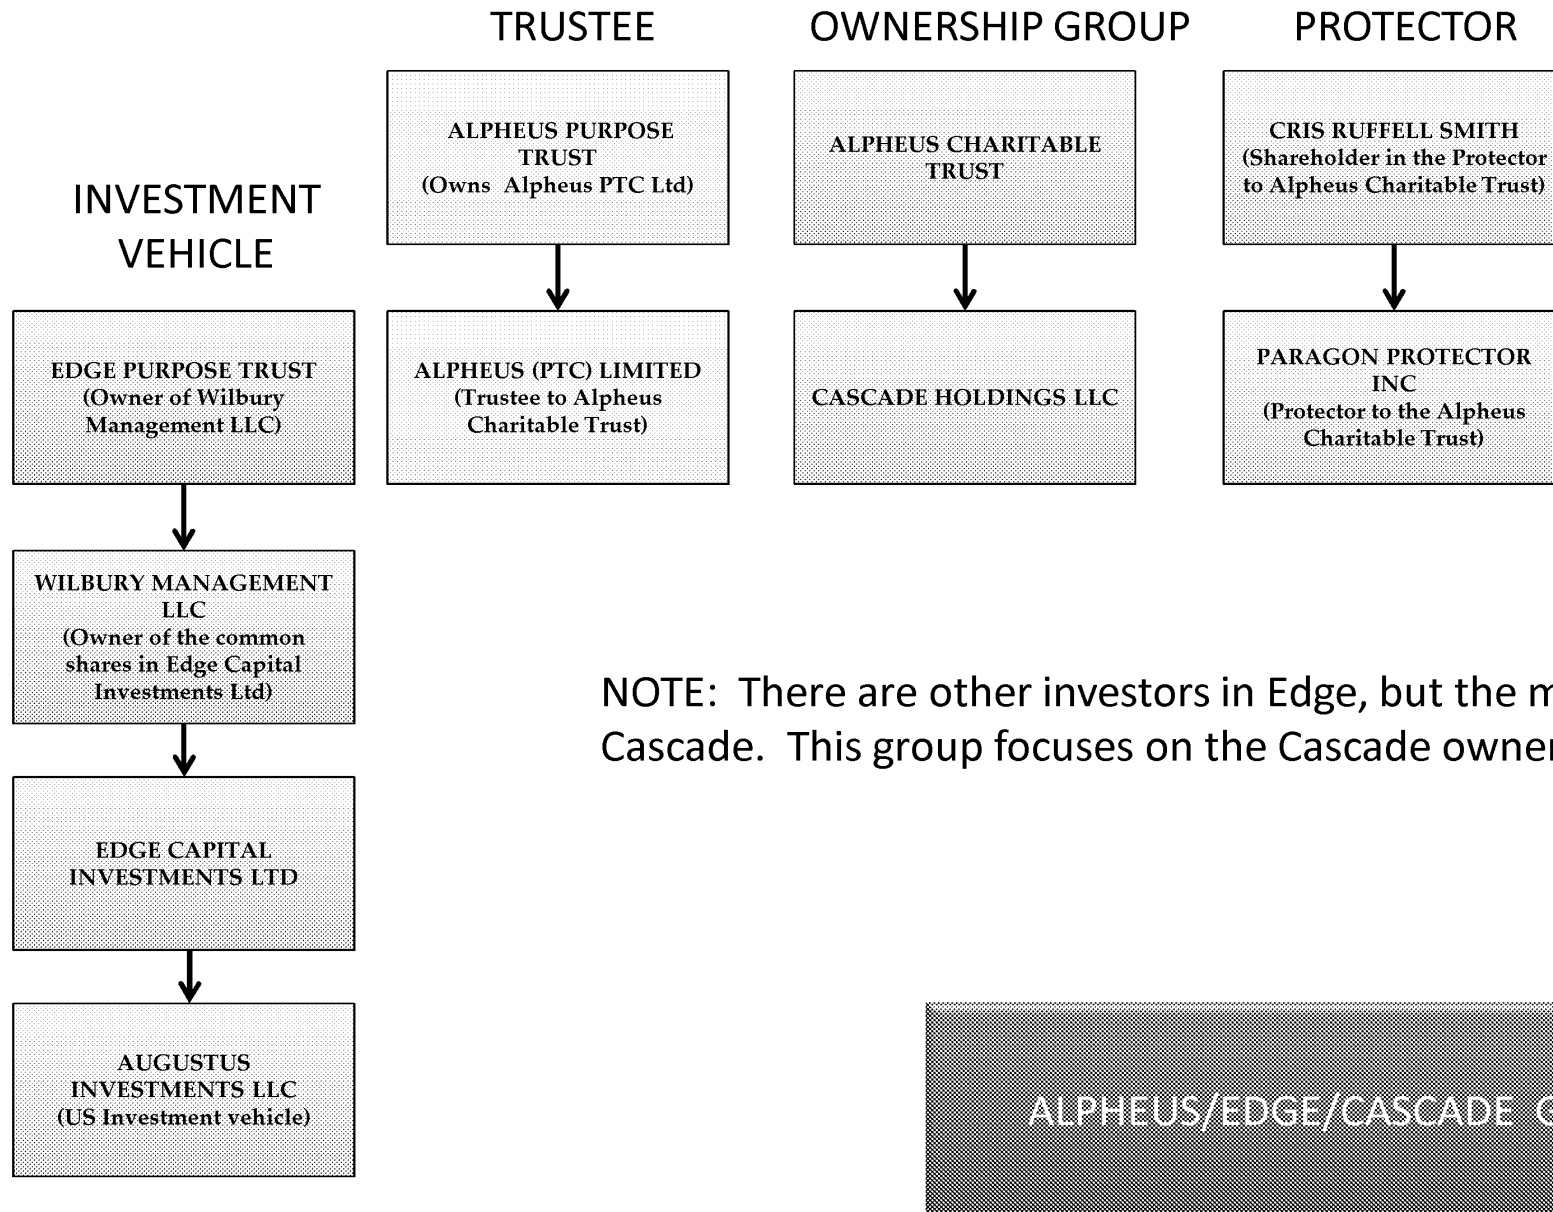 TRUSTEE
OWNERSHIP GROUP
PROTECTOR
INVESTMENT
VEHICLE
ALPHEUS PURPOSE
TRUST
(Owns Alpheus PTC Ltd)
ALPHEUS CHARITABLE
TRUST
CRIS RUFFELL SMITH
(Shareholder in the Protector
to Alpheus Charitable Trust)
EDGE PURPOSE TRUST
(Owner of Wilbury
Management LLC)
ALPHEUS (PTC) LIMITED
(Trustee to Alpheus
Charitable Trust)
CASCADE HOLDINGS LLC
PARAGON PROTECTOR
INC
(Protector to the Alpheus
Charitable Trust)
WILBURY MANAGEMENT
LLC
(Owner of the common
shares in Edge Capital
Investments Ltd)
NOTE: There are other investors in Edge, but the
Cascade. This group focuses on the Cascade
EDGE CAPITAL
INVESTMENTS LTD
AUGUSTUS
INVESTMENTS LLC
(US Investment vehicle)
ALPHEUS/EDGE/CASCADE